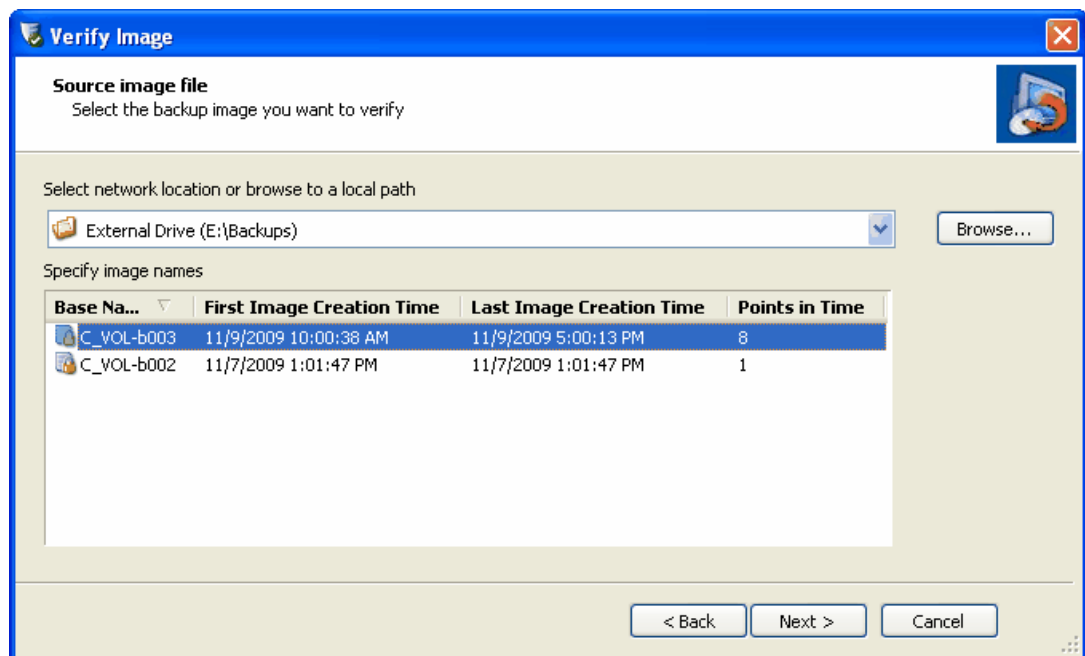 Verify Image
Source image file
Select the backup image you want to verify
Select network location or browse to a local path
External Drive (E:\Backups) Browse...
Specify image names
Base Na... First Image Creation Time Last Image Creation Time Points in Time
C_VOL-b003 11/9/2009 10:00:38 AM 11/9/2009 5:00:13 PM 8
C_VOL-b002 11/7/2009 1:01:47 PM 11/7/2009 1:01:47 PM 1
< Back Next > Cancel